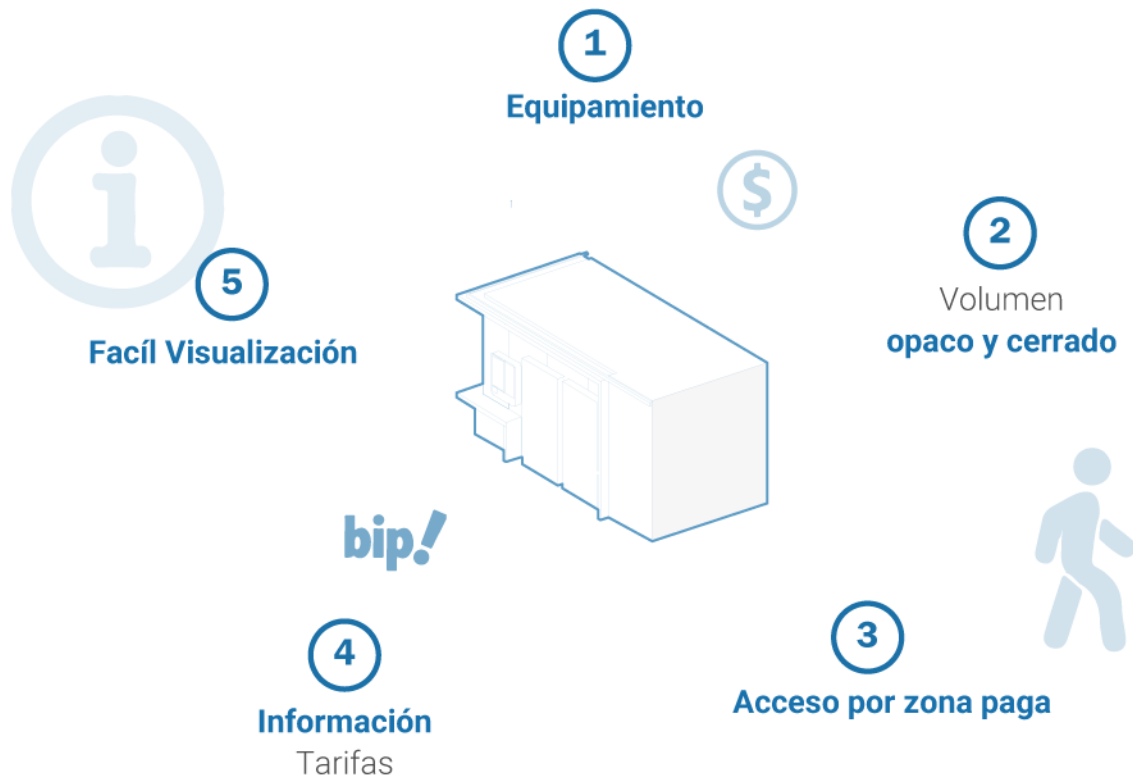 1
Equipamiento
$
2
Volumen
opaco y cerrado
3
Acceso por zona paga
4
Información
Tarifas
bip!
i
5
Facíl Visualización